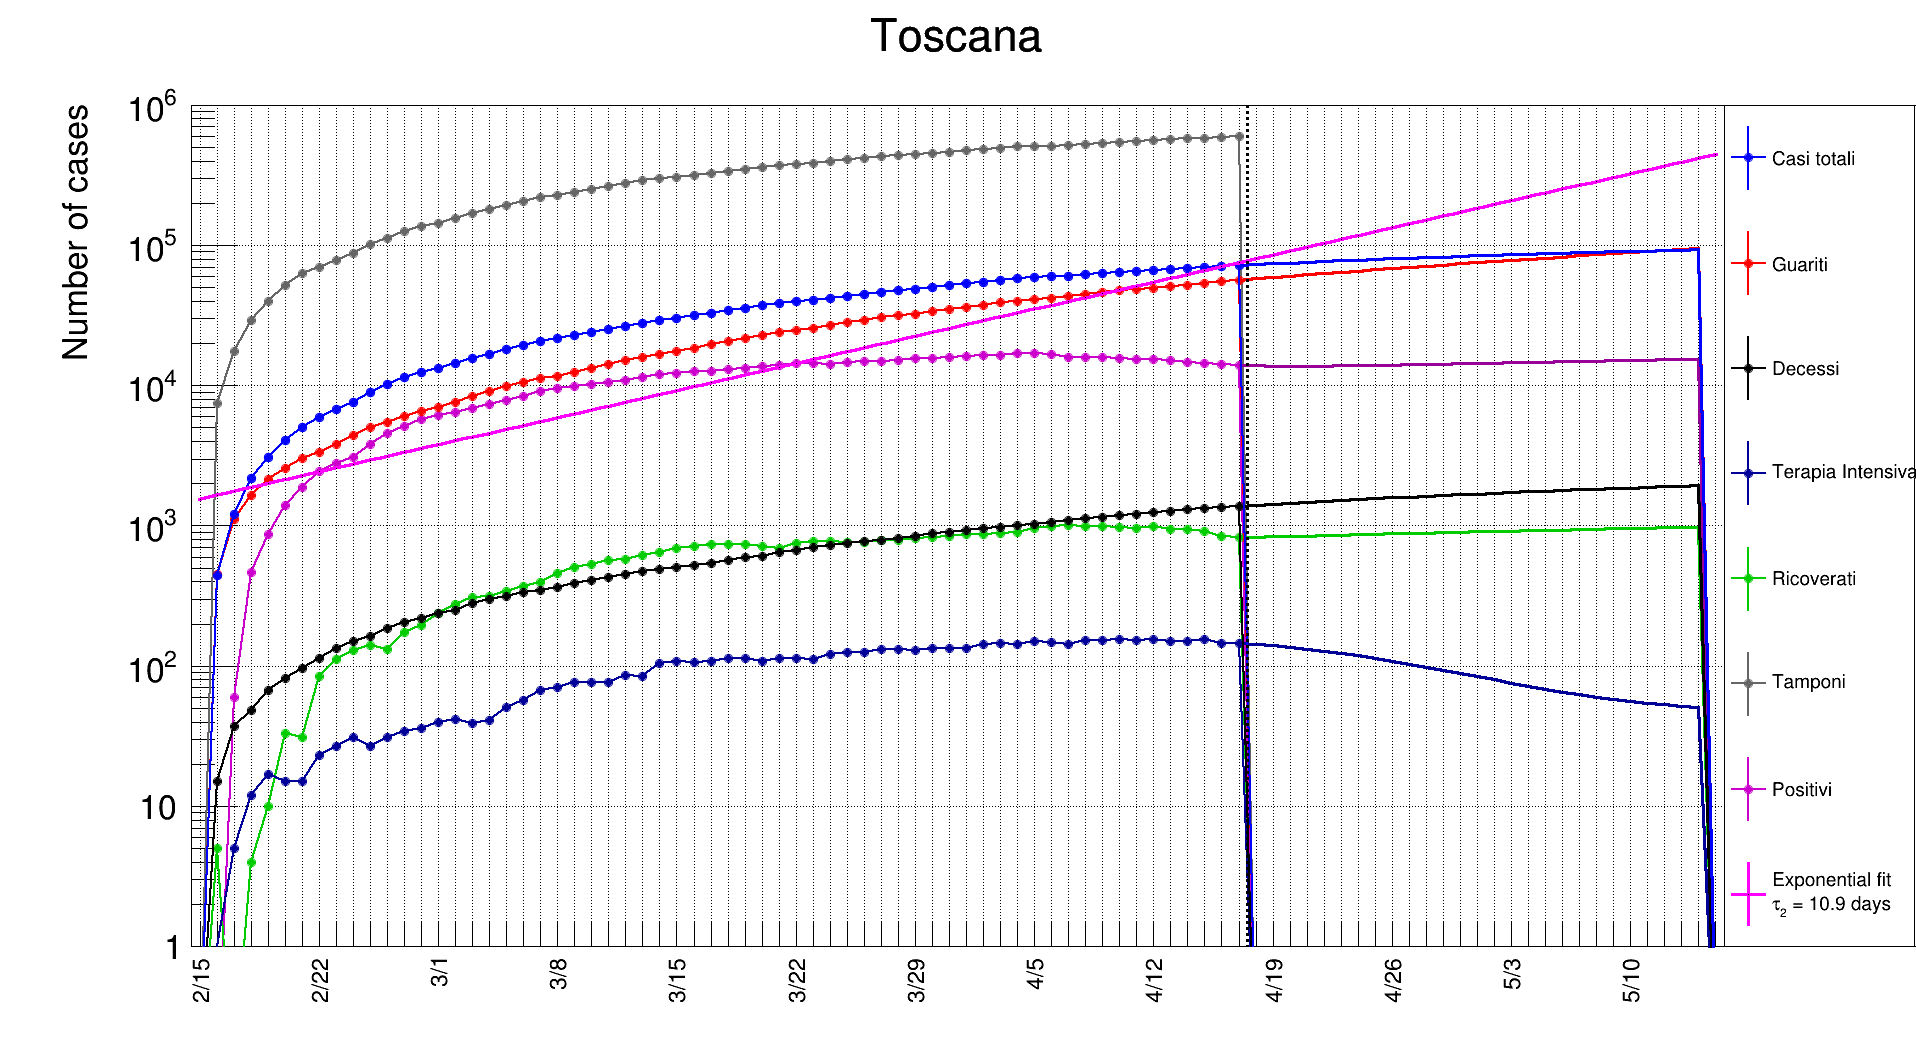 Toscana
Number of cases
10^6
10^5
10^4
10^3
10^2
10
1
2/15
2/22
3/1
3/8
3/15
3/22
3/29
4/5
4/12
4/19
4/26
5/3
5/10
Casi totali
Guariti
Decessi
Terapia Intensiva
Ricoverati
Tamponi
Positivi
Exponential fit
τ_2 = 10.9 days